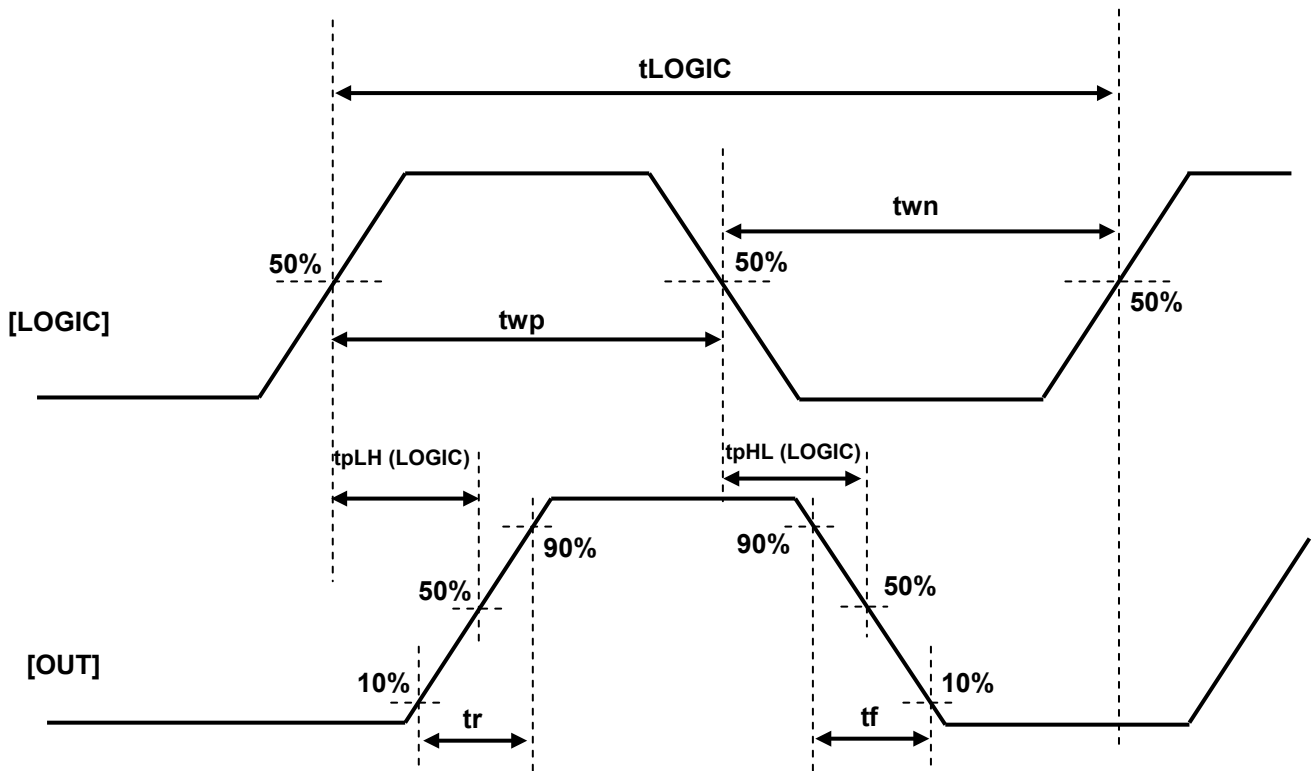 tLOGIC
twn
50%
50%
50%
[LOGIC]
twp
tpLH (LOGIC)
tpHL (LOGIC)
90%
90%
50%
50%
[OUT]
10%
10%
tr
tf